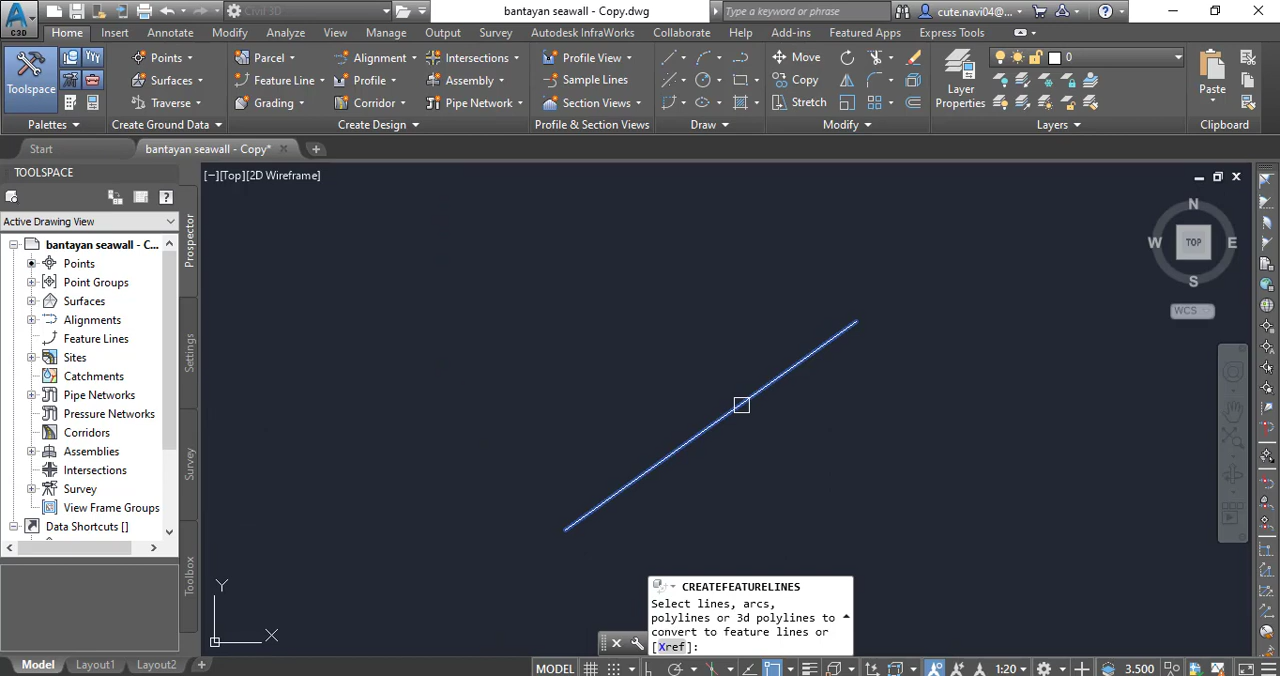 A
C3D
Civil 3D
bantayan seawall - Copy.dwg
Type a keyword or phrase
cute.navi04@...
Home
Insert
Annotate
Modify
Analyze
View
Manage
Output
Survey
Autodesk InfraWorks
Collaborate
Help
Add-ins
Featured Apps
Express Tools
Toolspace
Points
Surfaces
Traverse
Parcel
Feature Line
Grading
Alignment
Profile
Corridor
Intersections
Assembly
Pipe Network
Profile View
Sample Lines
Section Views
Move
Copy
Stretch
Layer
Properties
0
Paste
Palettes
Create Ground Data
Create Design
Profile & Section Views
Draw
Modify
Layers
Clipboard
Start
bantayan seawall - Copy*
TOOLSPACE
Active Drawing View
bantayan seawall - C...
Points
Point Groups
Surfaces
Alignments
Feature Lines
Sites
Catchments
Pipe Networks
Pressure Networks
Corridors
Assemblies
Intersections
Survey
View Frame Groups
Data Shortcuts []
Prospector
Settings
Survey
Toolbox
[−][Top][2D Wireframe]
N
W
TOP
E
S
WCS
Y
X
CREATEFEATURELINES
Select lines, arcs,
polylines or 3d polylines to
convert to feature lines or
[Xref]:
Model
Layout1
Layout2
MODEL
1:20
3.500